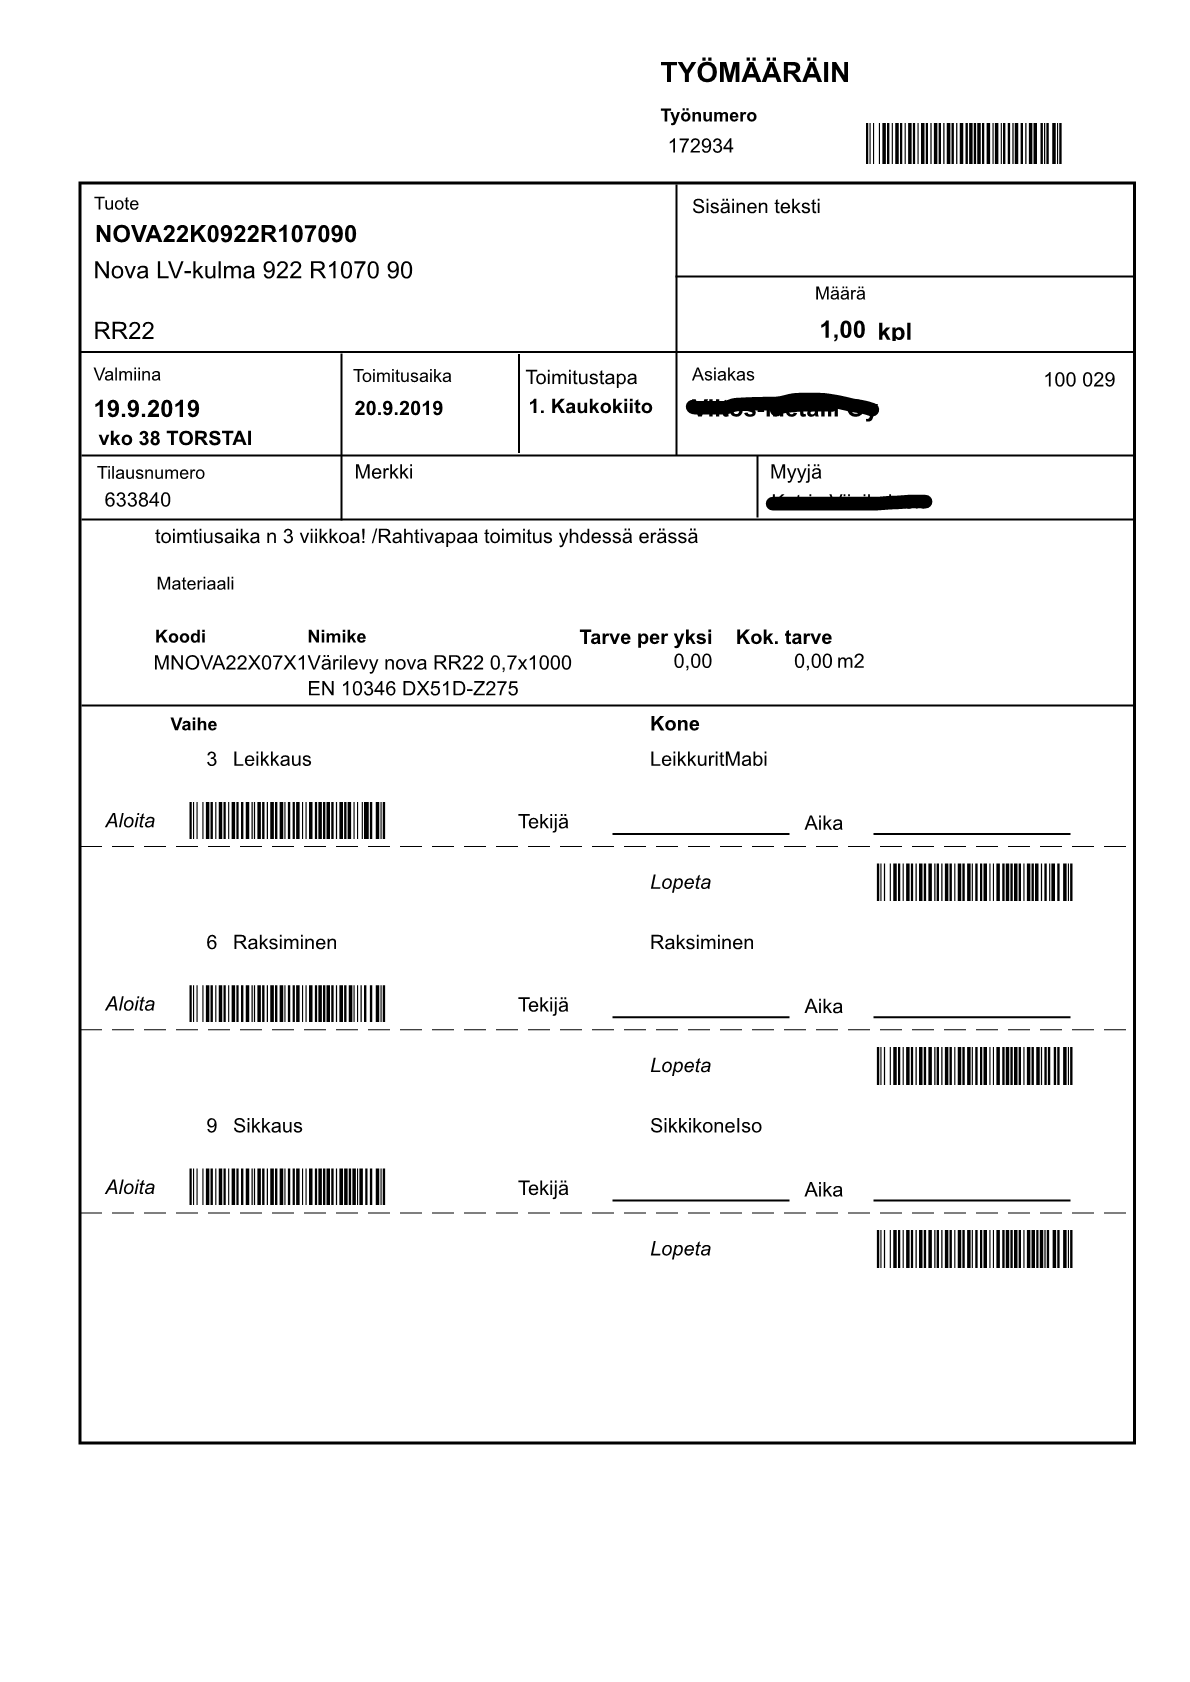 TYÖMÄÄRÄIN
Työnumero
172934
Tuote
NOVA22K0922R107090
Nova LV-kulma 922 R1070 90
RR22
Sisäinen teksti
Määrä
1,00 kpl
Valmiina
19.9.2019
vko 38 TORSTAI
Toimitusaika
20.9.2019
Toimitustapa
1. Kaukokiito
Asiakas 100 029
Tilausnumero
633840
Merkki
Myyjä
toimtiusaika n 3 viikkoa! /Rahtivapaa toimitus yhdessä erässä
Materiaali
Koodi Nimike Tarve per yksi Kok. tarve
MNOVA22X07X1 Värilevy nova RR22 0,7x1000 0,00 0,00 m2
EN 10346 DX51D-Z275
Vaihe Kone
3 Leikkaus LeikkuritMabi
Aloita Tekijä Aika
Lopeta
6 Raksiminen Raksiminen
Aloita Tekijä Aika
Lopeta
9 Sikkaus SikkikoneIso
Aloita Tekijä Aika
Lopeta